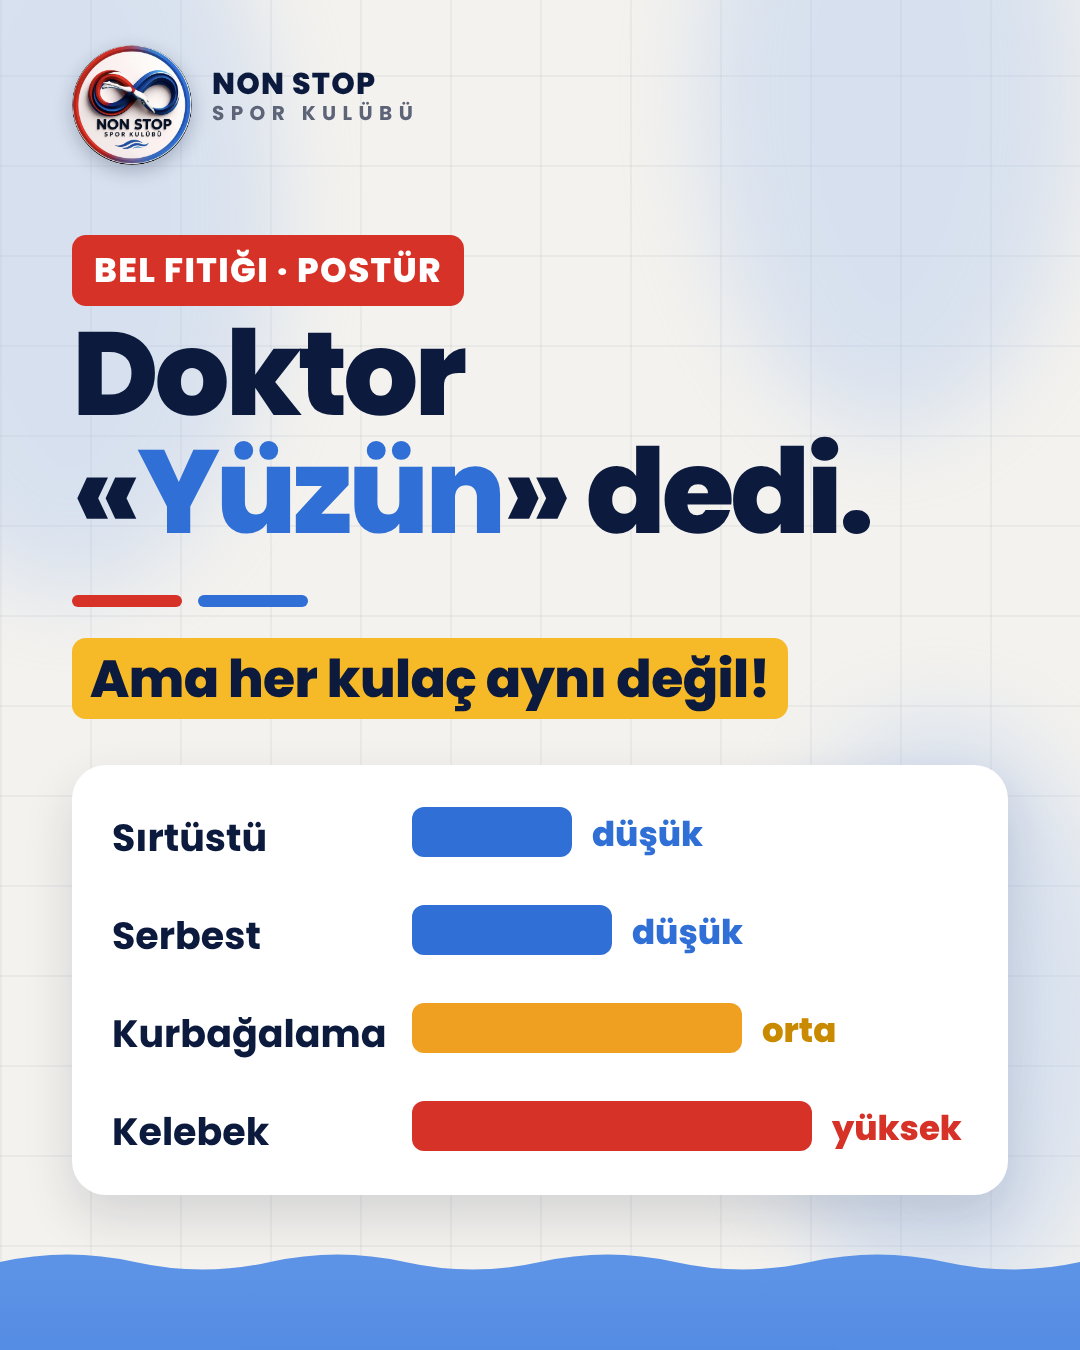 NON STOP
SPOR KULÜBÜ
NON STOP
SPOR KULÜBÜ
BEL FITIĞI · POSTÜR
Doktor
«Yüzün» dedi.
Ama her kulaç aynı değil!
Sırtüstü düşük
Serbest düşük
Kurbağalama orta
Kelebek yüksek